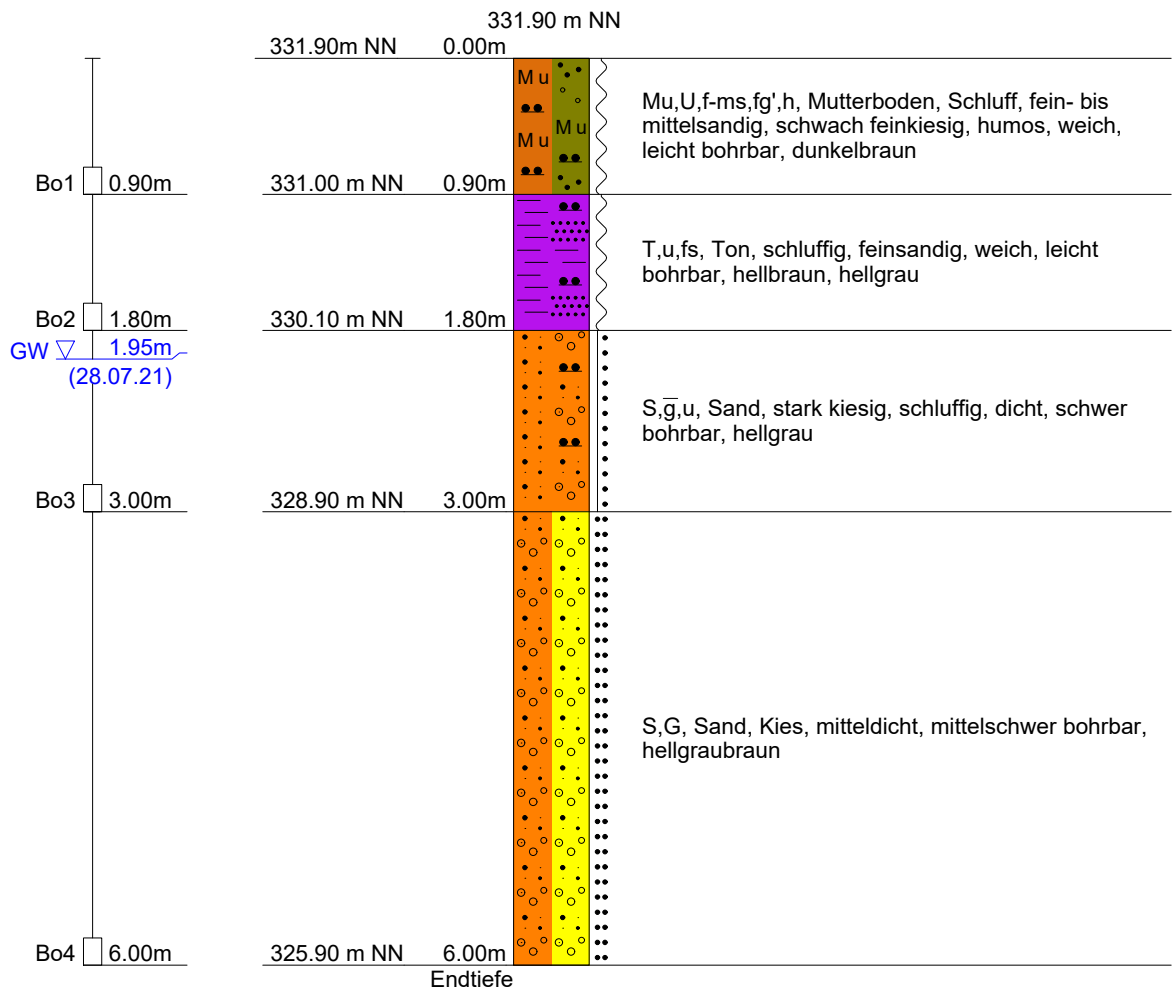 331.90 m NN
331.90m NN 0.00m
M u
M u
M u
Mu,U,f-ms,fg',h, Mutterboden, Schluff, fein- bis
mittelsandig, schwach feinkiesig, humos, weich,
leicht bohrbar, dunkelbraun
Bo1 0.90m
331.00 m NN 0.90m
T,u,fs, Ton, schluffig, feinsandig, weich, leicht
bohrbar, hellbraun, hellgrau
Bo2 1.80m
330.10 m NN 1.80m
GW 1.95m
(28.07.21)
S,g̅,u, Sand, stark kiesig, schluffig, dicht, schwer
bohrbar, hellgrau
Bo3 3.00m
328.90 m NN 3.00m
S,G, Sand, Kies, mitteldicht, mittelschwer bohrbar,
hellgraubraun
Bo4 6.00m
325.90 m NN 6.00m
Endtiefe